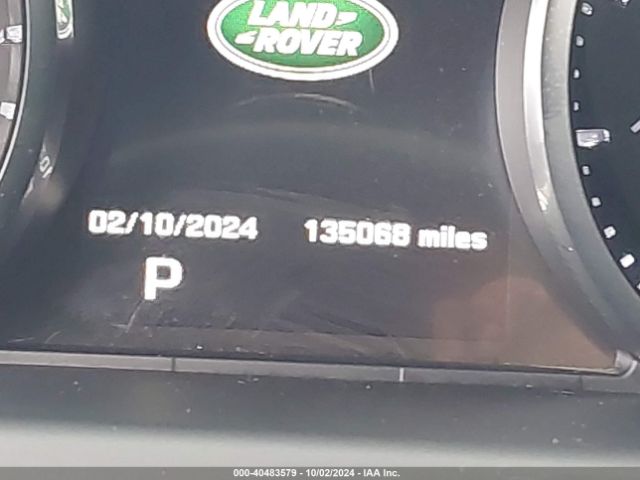 LAND
ROVER
02/10/2024 135068 miles
P
000-40483579 - 10/02/2024 - IAA Inc.